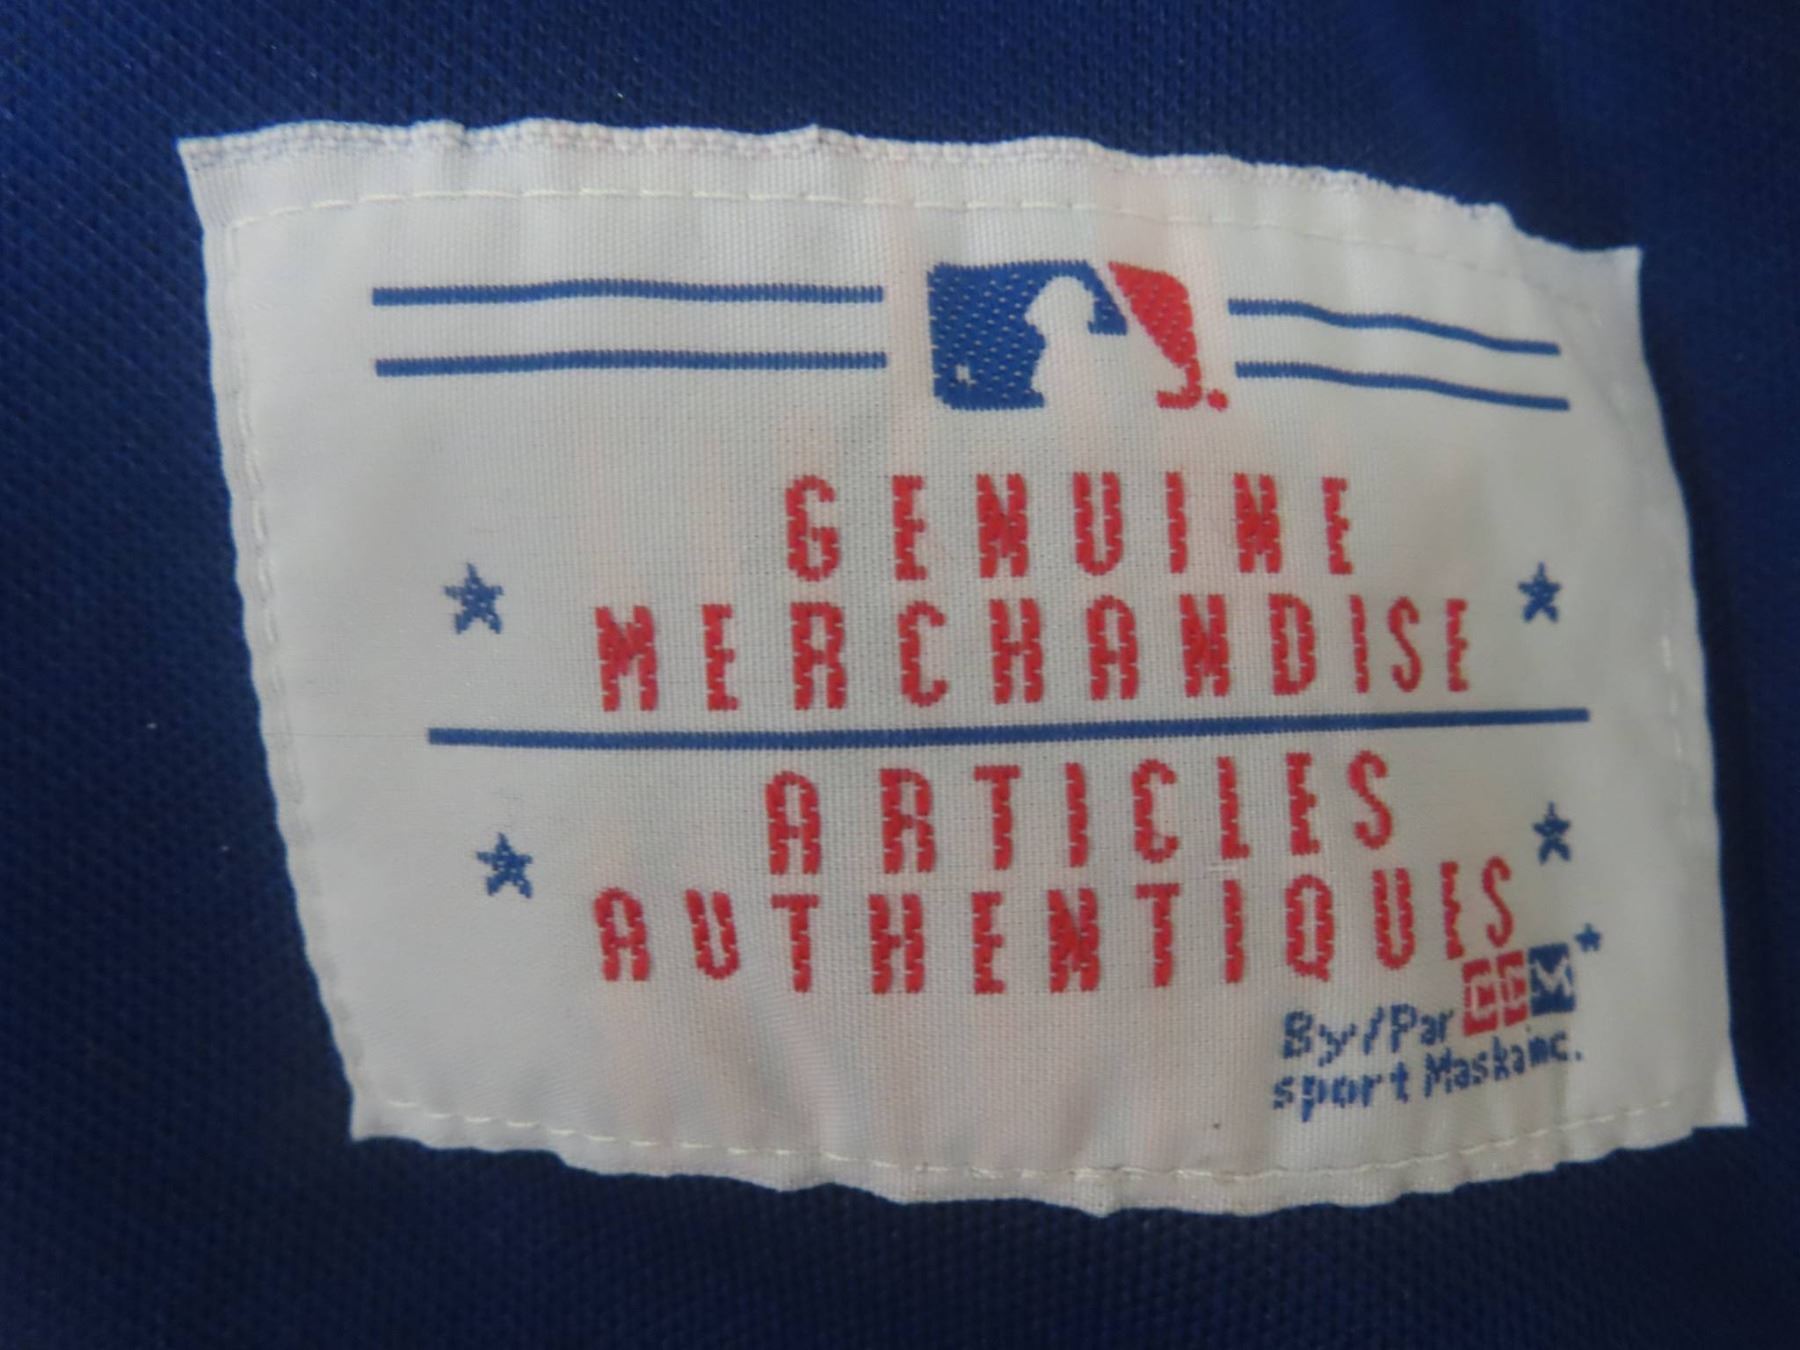 GENUINE
MERCHANDISE
ARTICLES
AUTHENTIQUES
By/Par CCM*
sport Maska inc.